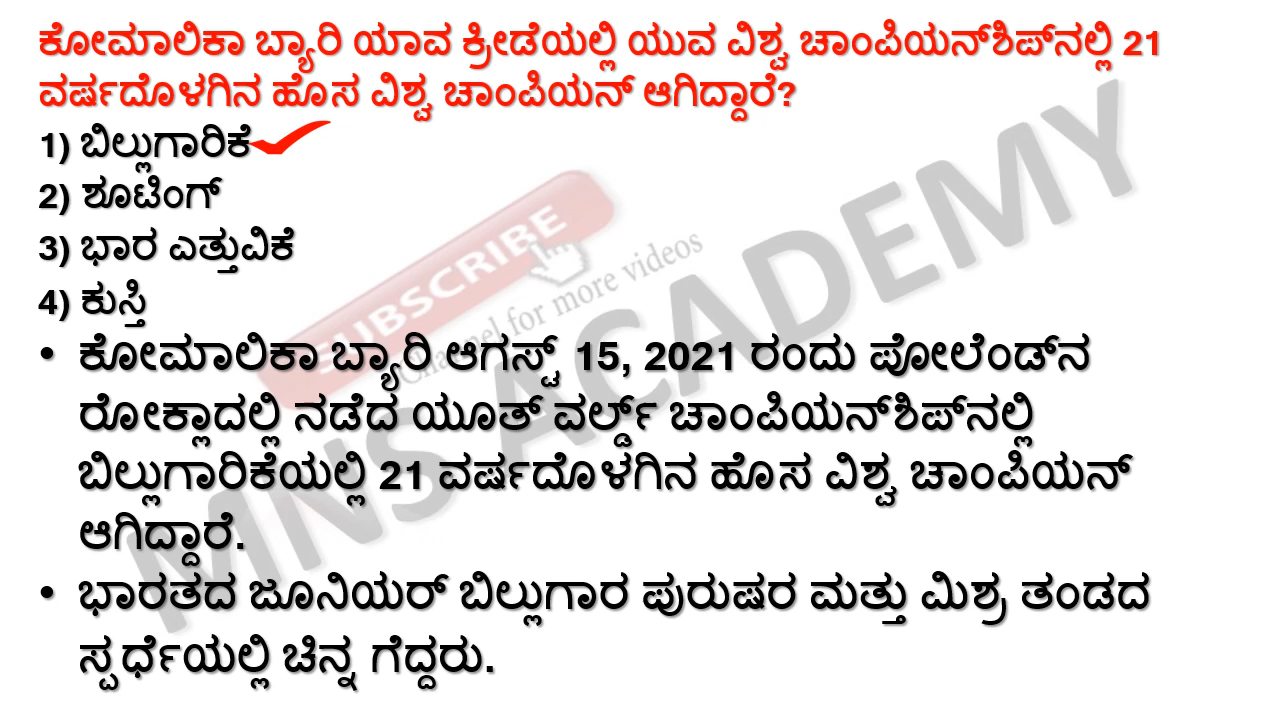 ಕೋಮಾಲಿಕಾ ಬ್ಯಾರಿ ಯಾವ ಕ್ರೀಡೆಯಲ್ಲಿ ಯುವ ವಿಶ್ವ ಚಾಂಪಿಯನ್‌ಶಿಪ್‌ನಲ್ಲಿ 21
ವರ್ಷದೊಳಗಿನ ಹೊಸ ವಿಶ್ವ ಚಾಂಪಿಯನ್ ಆಗಿದ್ದಾರೆ?
1) ಬಿಲ್ಲುಗಾರಿಕೆ
2) ಶೂಟಿಂಗ್
3) ಭಾರ ಎತ್ತುವಿಕೆ
4) ಕುಸ್ತಿ
• ಕೋಮಾಲಿಕಾ ಬ್ಯಾರಿ ಆಗಸ್ಟ್ 15, 2021 ರಂದು ಪೋಲೆಂಡ್‌ನ
ರೋಕ್ಲಾದಲ್ಲಿ ನಡೆದ ಯೂತ್ ವರ್ಲ್ಡ್ ಚಾಂಪಿಯನ್‌ಶಿಪ್‌ನಲ್ಲಿ
ಬಿಲ್ಲುಗಾರಿಕೆಯಲ್ಲಿ 21 ವರ್ಷದೊಳಗಿನ ಹೊಸ ವಿಶ್ವ ಚಾಂಪಿಯನ್
ಆಗಿದ್ದಾರೆ.
• ಭಾರತದ ಜೂನಿಯರ್ ಬಿಲ್ಲುಗಾರ ಪುರುಷರ ಮತ್ತು ಮಿಶ್ರ ತಂಡದ
ಸ್ಪರ್ಧೆಯಲ್ಲಿ ಚಿನ್ನ ಗೆದ್ದರು.
SUBSCRIBE
Channel for more videos
MNS ACADEMY